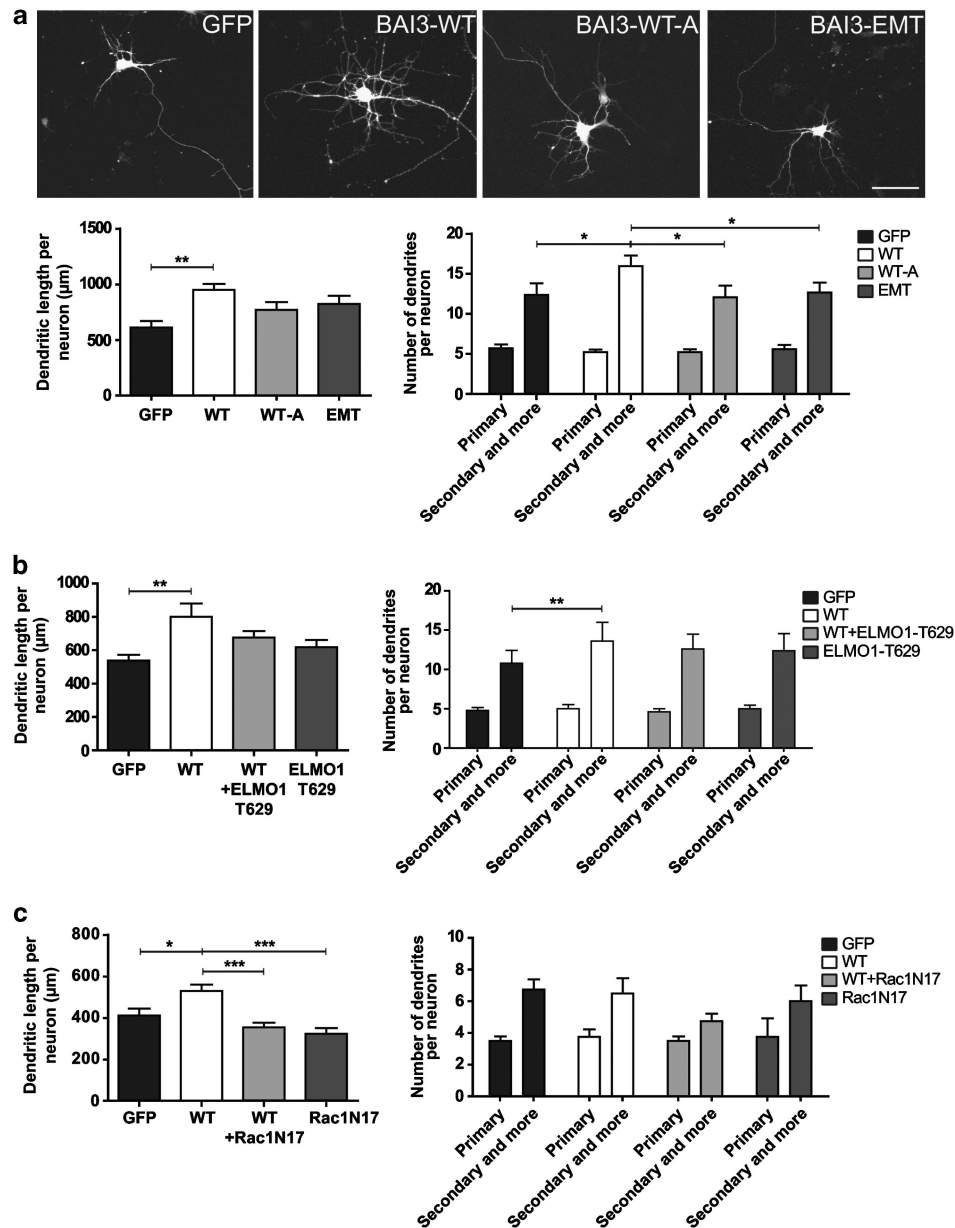 a
GFP
BAI3-WT
BAI3-WT-A
BAI3-EMT
Dendritic length per
neuron (µm)
1500
1000
500
0
**
GFP
WT
WT-A
EMT
Number of dendrites
per neuron
20
15
10
5
0
*
*
*
Primary
Secondary and more
Primary
Secondary and more
Primary
Secondary and more
Primary
Secondary and more
GFP
WT
WT-A
EMT
b
Dendritic length per
neuron (µm)
1000
800
600
400
200
0
**
GFP
WT
WT
+ELMO1
T629
ELMO1
T629
Number of dendrites
per neuron
20
15
10
5
0
**
Primary
Secondary and more
Primary
Secondary and more
Primary
Secondary and more
Primary
Secondary and more
GFP
WT
WT+ELMO1-T629
ELMO1-T629
c
Dendritic length per
neuron (µm)
800
600
400
200
0
*
***
***
GFP
WT
WT
+Rac1N17
Rac1N17
Number of dendrites
per neuron
10
8
6
4
2
0
Primary
Secondary and more
Primary
Secondary and more
Primary
Secondary and more
Primary
Secondary and more
GFP
WT
WT+Rac1N17
Rac1N17